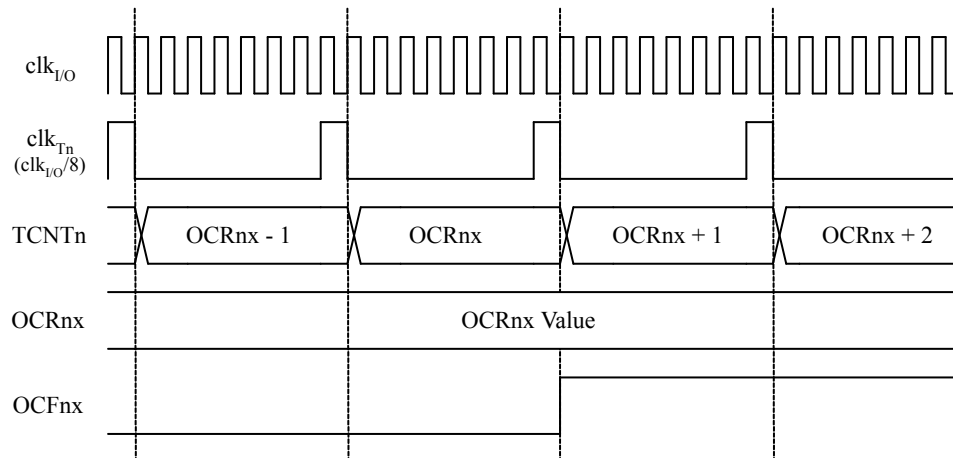 clkI/O
clkTn
(clkI/O/8)
TCNTn OCRnx - 1 OCRnx OCRnx + 1 OCRnx + 2
OCRnx OCRnx Value
OCFnx